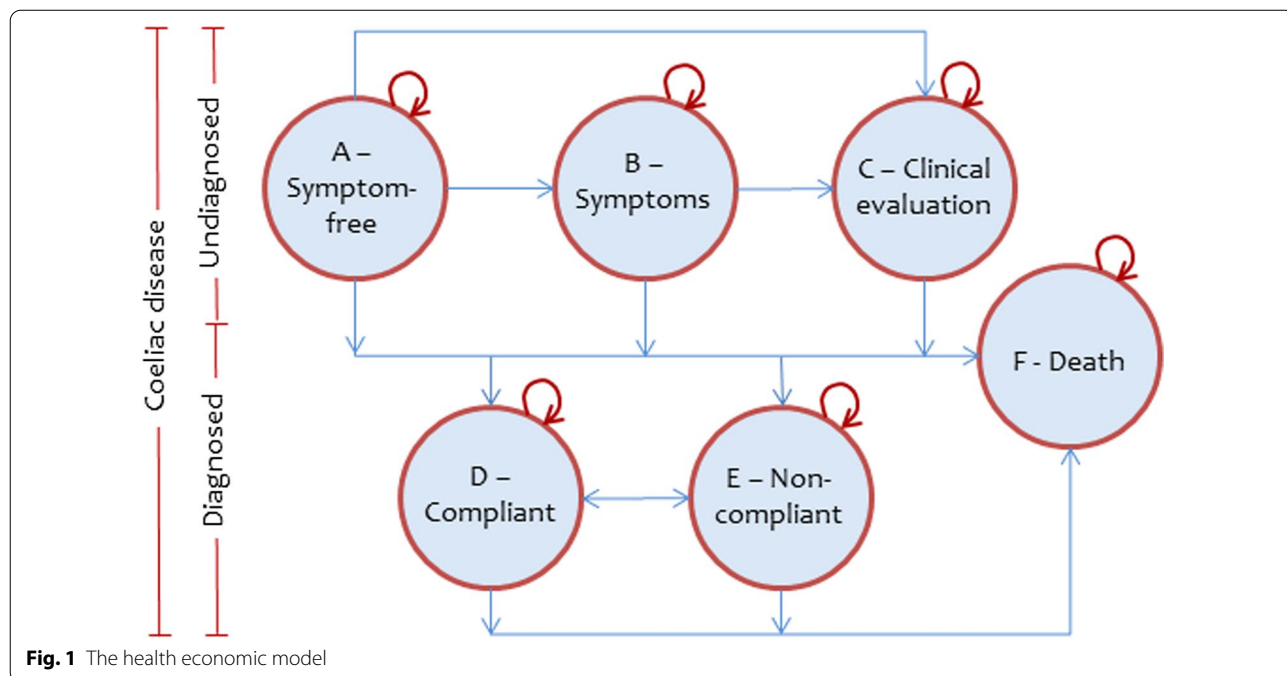 Coeliac disease
Undiagnosed
Diagnosed
A –
Symptom-
free
B –
Symptoms
C – Clinical
evaluation
F - Death
D –
Compliant
E – Non-
compliant
Fig. 1 The health economic model